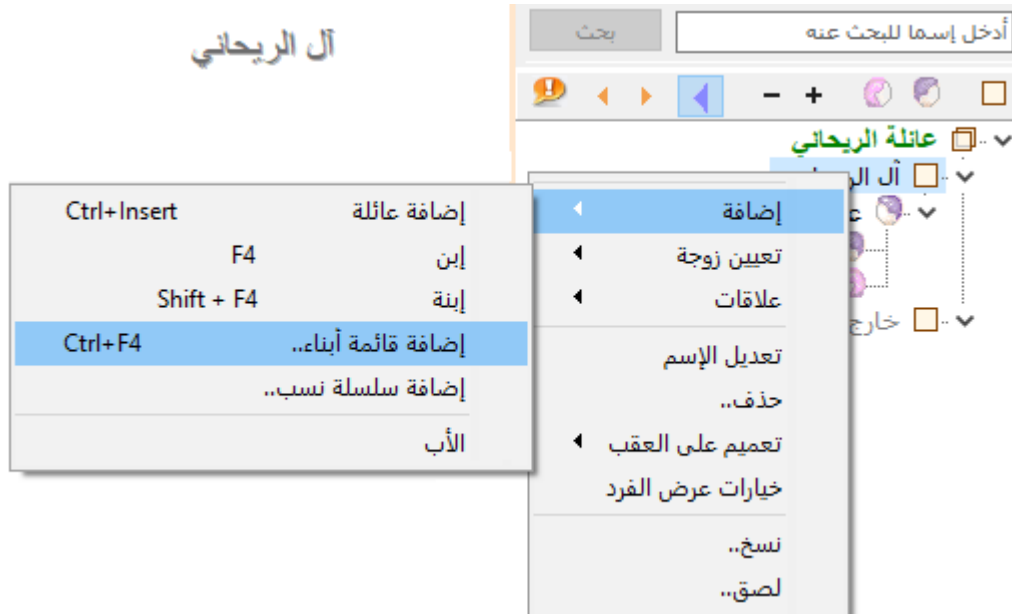 آل الريحاني
أدخل إسما للبحث عنه
بحث
عائلة الريحاني
آل
خارج
إضافة
تعيين زوجة
علاقات
تعديل الإسم
حذف..
تعميم على العقب
خيارات عرض الفرد
نسخ..
لصق..
إضافة عائلة Ctrl+Insert
إبن F4
إبنة Shift + F4
إضافة قائمة أبناء.. Ctrl+F4
إضافة سلسلة نسب..
الأب